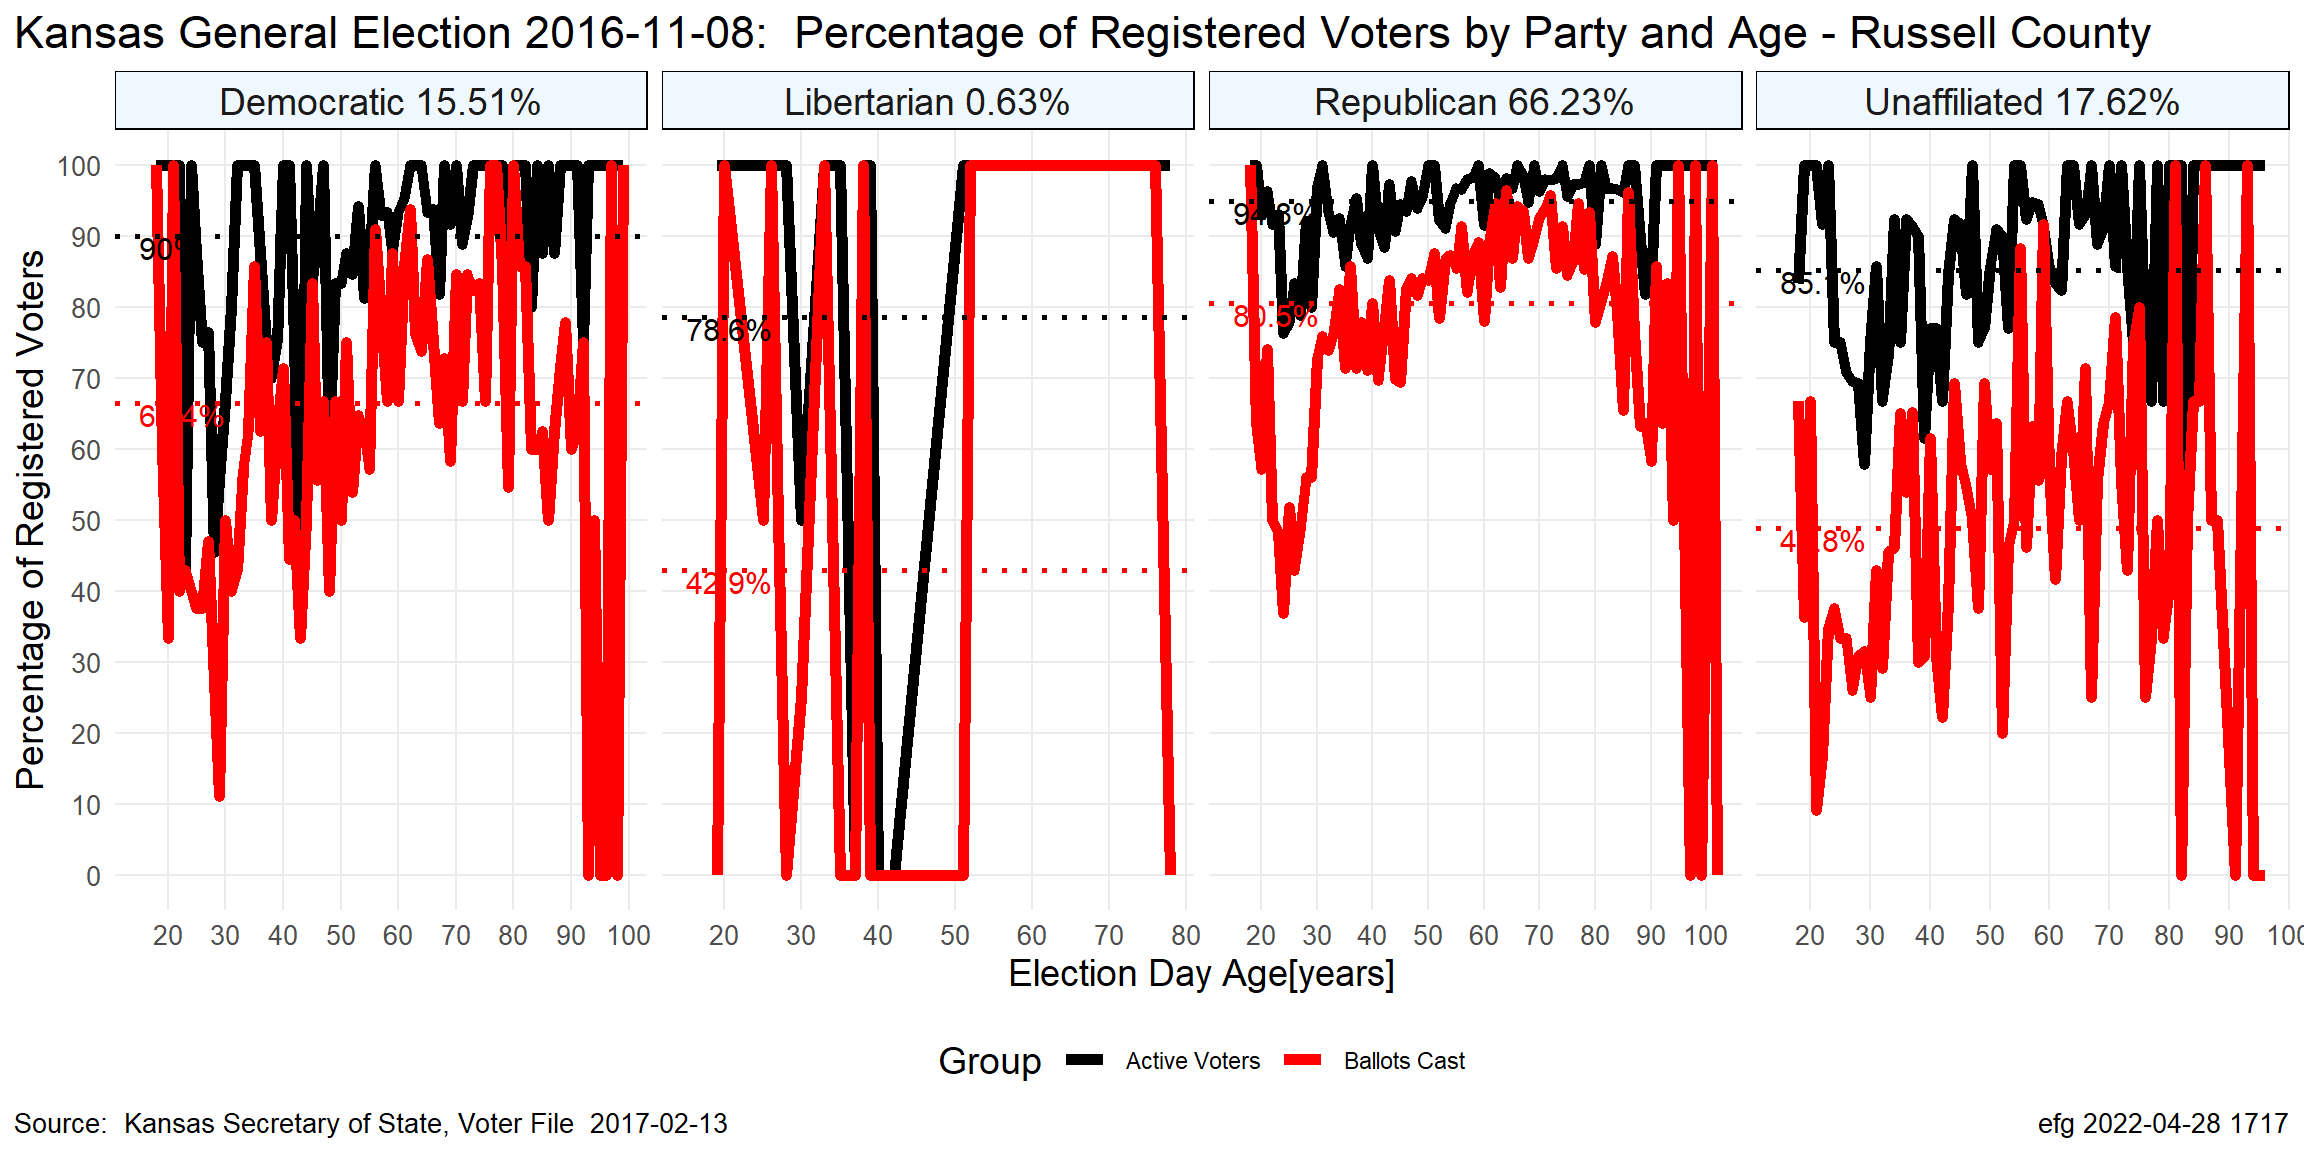 Kansas General Election 2016-11-08:  Percentage of Registered Voters by Party and Age - Russell County
Democratic 15.51%
Libertarian 0.63%
Republican 66.23%
Unaffiliated 17.62%
Percentage of Registered Voters
100
90
80
70
60
50
40
30
20
10
0
78.6%
42.9%
80.5%
85.1%
20 30 40 50 60 70 80 90 100
20 30 40 50 60 70 80
20 30 40 50 60 70 80 90 100
20 30 40 50 60 70 80 90 100
Election Day Age[years]
Group Active Voters Ballots Cast
Source:  Kansas Secretary of State, Voter File  2017-02-13
efg 2022-04-28 1717